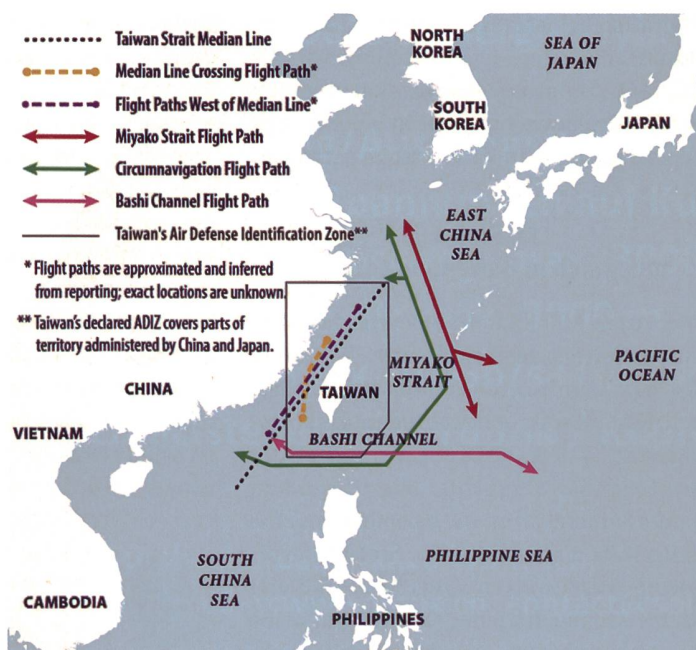 Taiwan Strait Median Line
Median Line Crossing Flight Path*
Flight Paths West of Median Line*
Miyako Strait Flight Path
Circumnavigation Flight Path
Bashi Channel Flight Path
Taiwan's Air Defense Identification Zone**
* Flight paths are approximated and inferred
from reporting; exact locations are unknown.
** Taiwan's declared ADIZ covers parts of
territory administered by China and Japan.
NORTH
KOREA
SEA OF
JAPAN
SOUTH
KOREA
JAPAN
EAST
CHINA
SEA
MIYAKO
STRAIT
PACIFIC
OCEAN
TAIWAN
CHINA
VIETNAM
BASHI CHANNEL
SOUTH
CHINA
SEA
PHILIPPINE SEA
CAMBODIA
PHILIPPINES